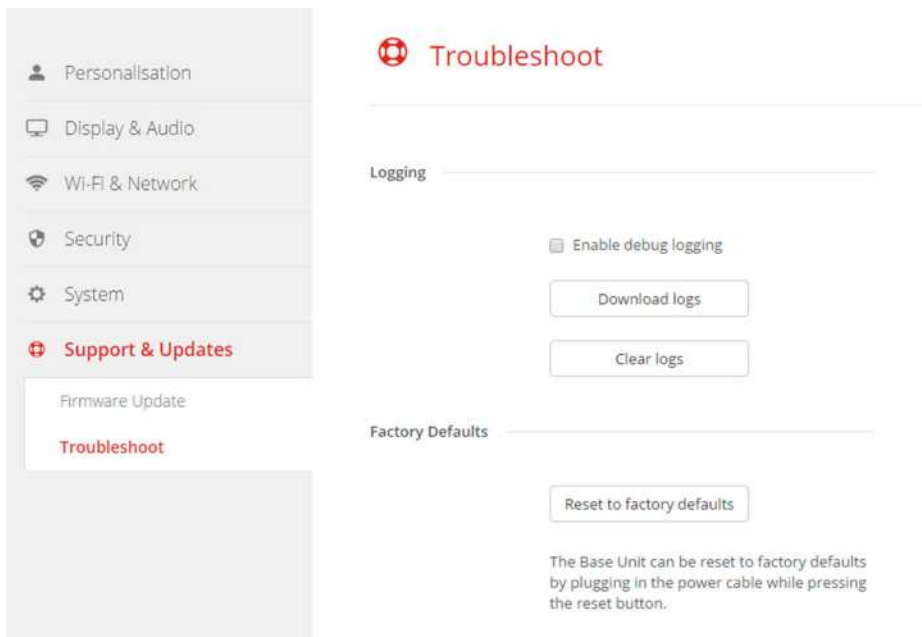 Personalisation
Display & Audio
Wi-Fi & Network
Security
System
Support & Updates
Firmware Update
Troubleshoot
Troubleshoot
Logging
Enable debug logging
Download logs
Clear logs
Factory Defaults
Reset to factory defaults
The Base Unit can be reset to factory defaults
by plugging in the power cable while pressing
the reset button.